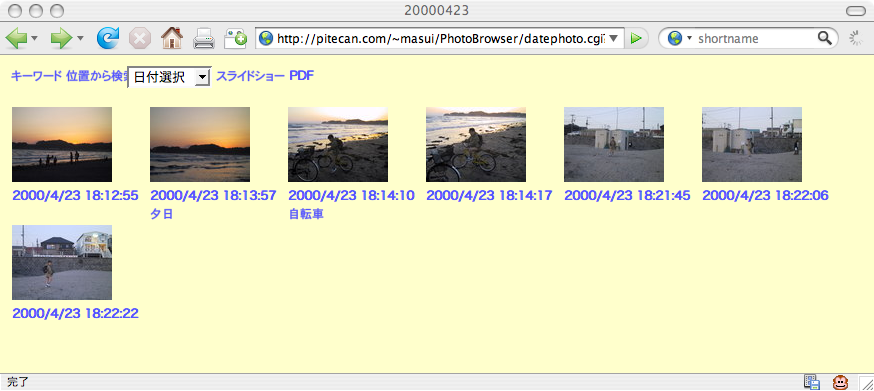 20000423
http://pitecan.com/~masui/PhotoBrowser/datephoto.cgi
shortname
キーワード 位置から検 日付選択 スライドショー PDF
2000/4/23 18:12:55 2000/4/23 18:13:57 2000/4/23 18:14:10 2000/4/23 18:14:17 2000/4/23 18:21:45 2000/4/23 18:22:06
夕日 自転車
2000/4/23 18:22:22
完了